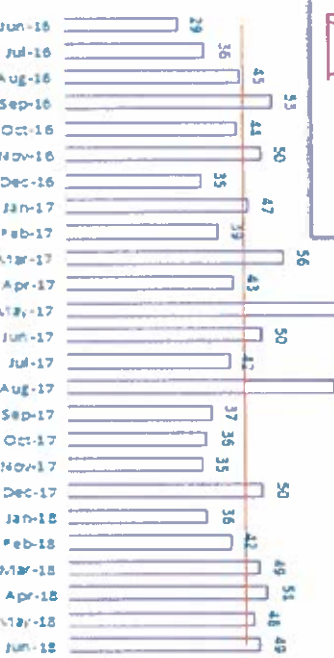 Jun-16 29
Jul-16 36
Aug-16 45
Sep-16 53
Oct-16 44
Nov-16 50
Dec-16 35
Jan-17 47
Feb-17 39
Mar-17 56
Apr-17 43
May-17
Jun-17 50
Jul-17 42
Aug-17
Sep-17 37
Oct-17 36
Nov-17 35
Dec-17 50
Jan-18 36
Feb-18 42
Mar-18 49
Apr-18 51
May-18 48
Jun-18 49